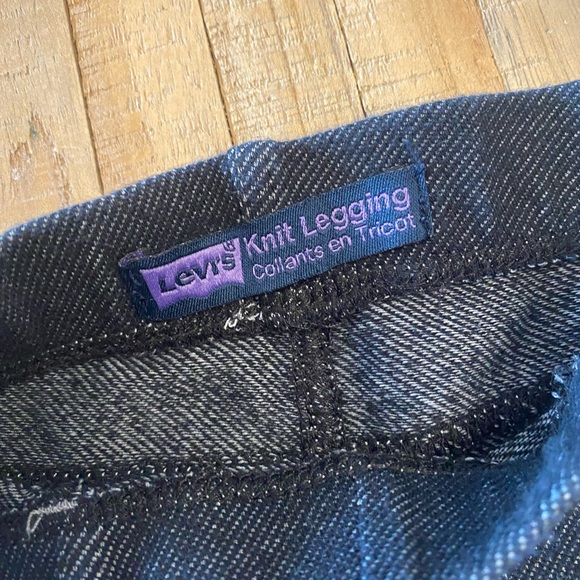 Levi's
Knit Legging
Collants en Tricot